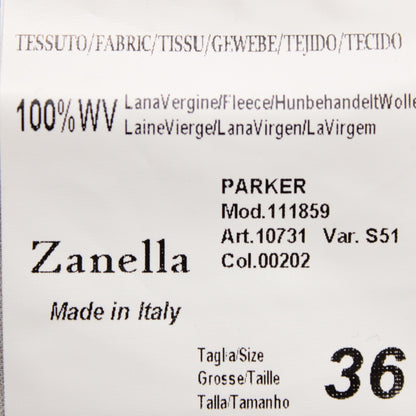 TESSUTO/FABRIC/TISSU/GEWEBE/TEJIDO/TECIDO
100% WV LanaVergine/Fleece/HunbehandeltWolle
LaineVierge/LanaVirgen/LaVirgem
PARKER
Mod.111859
Art.10731 Var. S51
Col.00202
Zanella
Made in Italy
Taglia/Size
Grosse/Taille
Talla/Tamanho
36